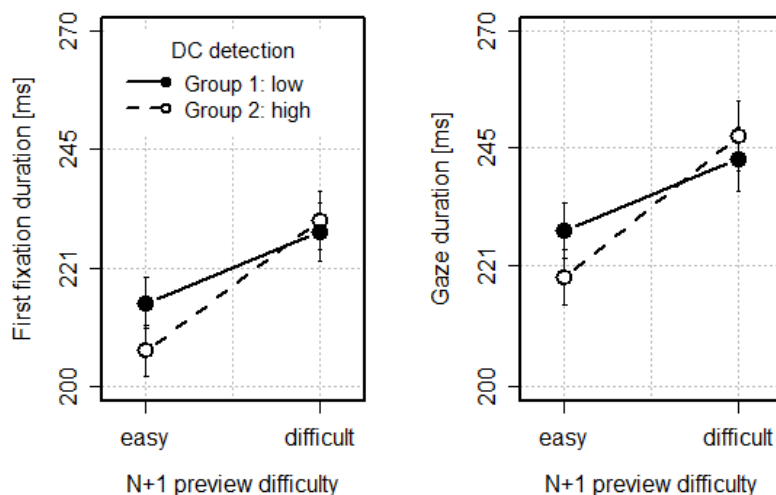 First fixation duration [ms]
270
245
221
200
DC detection
Group 1: low
Group 2: high
easy
difficult
N+1 preview difficulty
Gaze duration [ms]
270
245
221
200
easy
difficult
N+1 preview difficulty